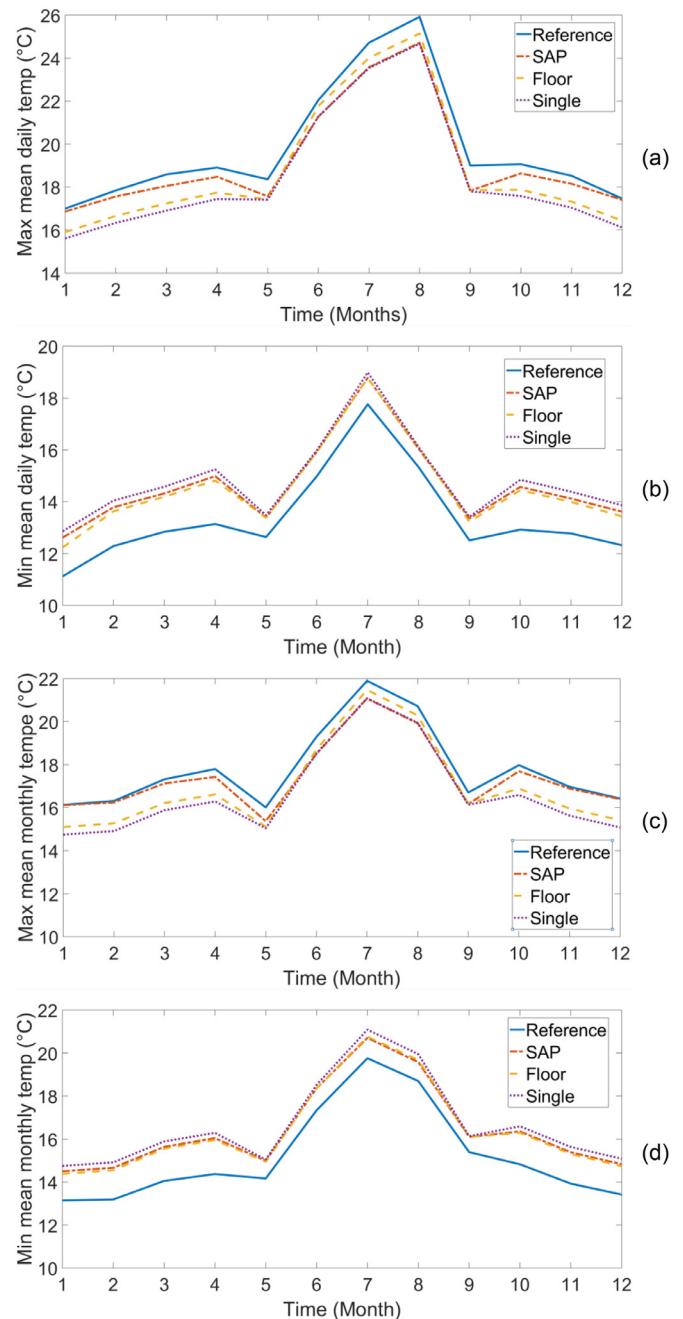 Max mean daily temp (°C)
26
24
22
20
18
16
14
1 2 3 4 5 6 7 8 9 10 11 12
Time (Months)
Reference
SAP
Floor
Single
(a)
Min mean daily temp (°C)
20
18
16
14
12
10
1 2 3 4 5 6 7 8 9 10 11 12
Time (Month)
Reference
SAP
Floor
Single
(b)
Max mean monthly tempe (°C)
22
20
18
16
14
12
10
1 2 3 4 5 6 7 8 9 10 11 12
Time (Month)
Reference
SAP
Floor
Single
(c)
Min mean monthly temp (°C)
22
20
18
16
14
12
10
1 2 3 4 5 6 7 8 9 10 11 12
Time (Month)
Reference
SAP
Floor
Single
(d)